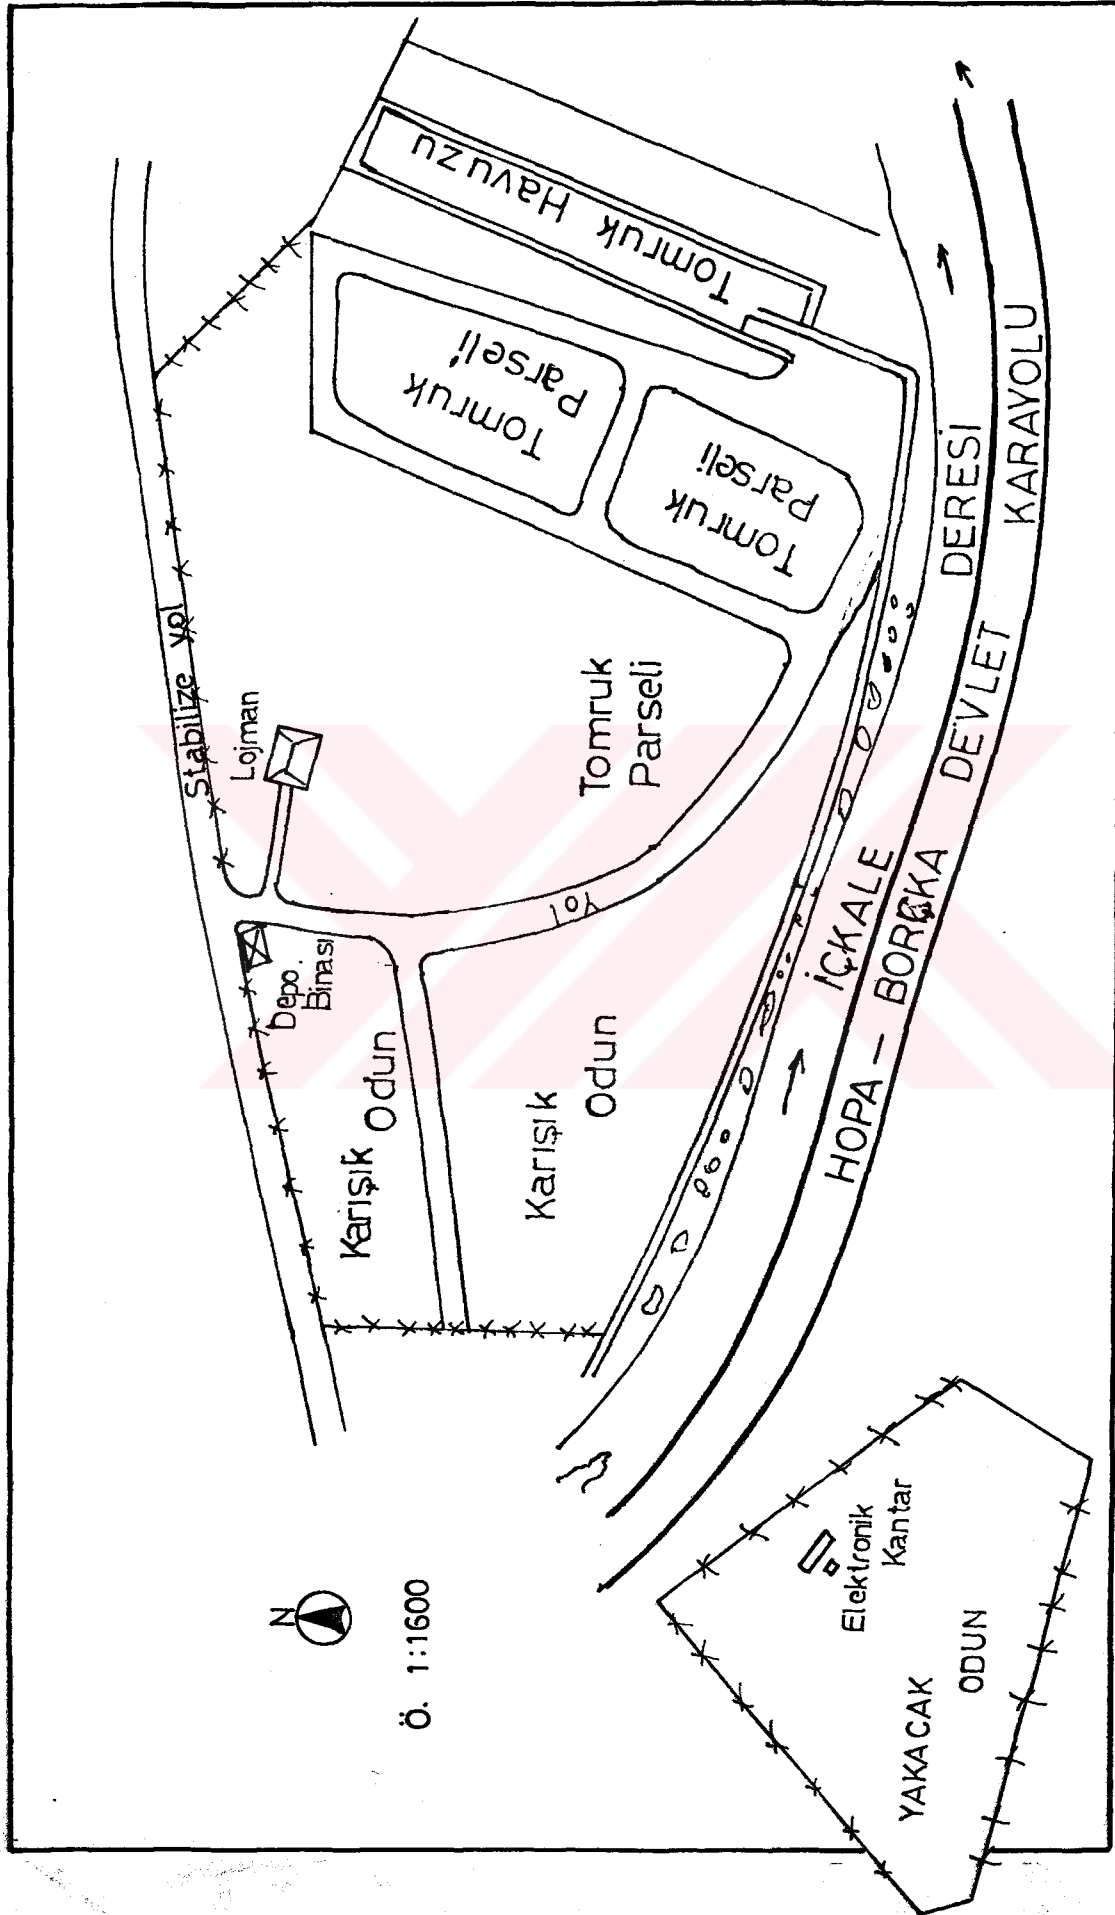 Stabilize yol
Lojman
Depo.
Binası
Karışık
Odun
Karışık
Odun
Yol
Tomruk
Parseli
Tomruk
Parseli
Tomruk
Parseli
Tomruk Havuzu
İÇKALE DERESİ
HOPA – BORÇKA DEVLET KARAYOLU
N
Ö. 1:1600
Elektronik
Kantar
YAKACAK
ODUN